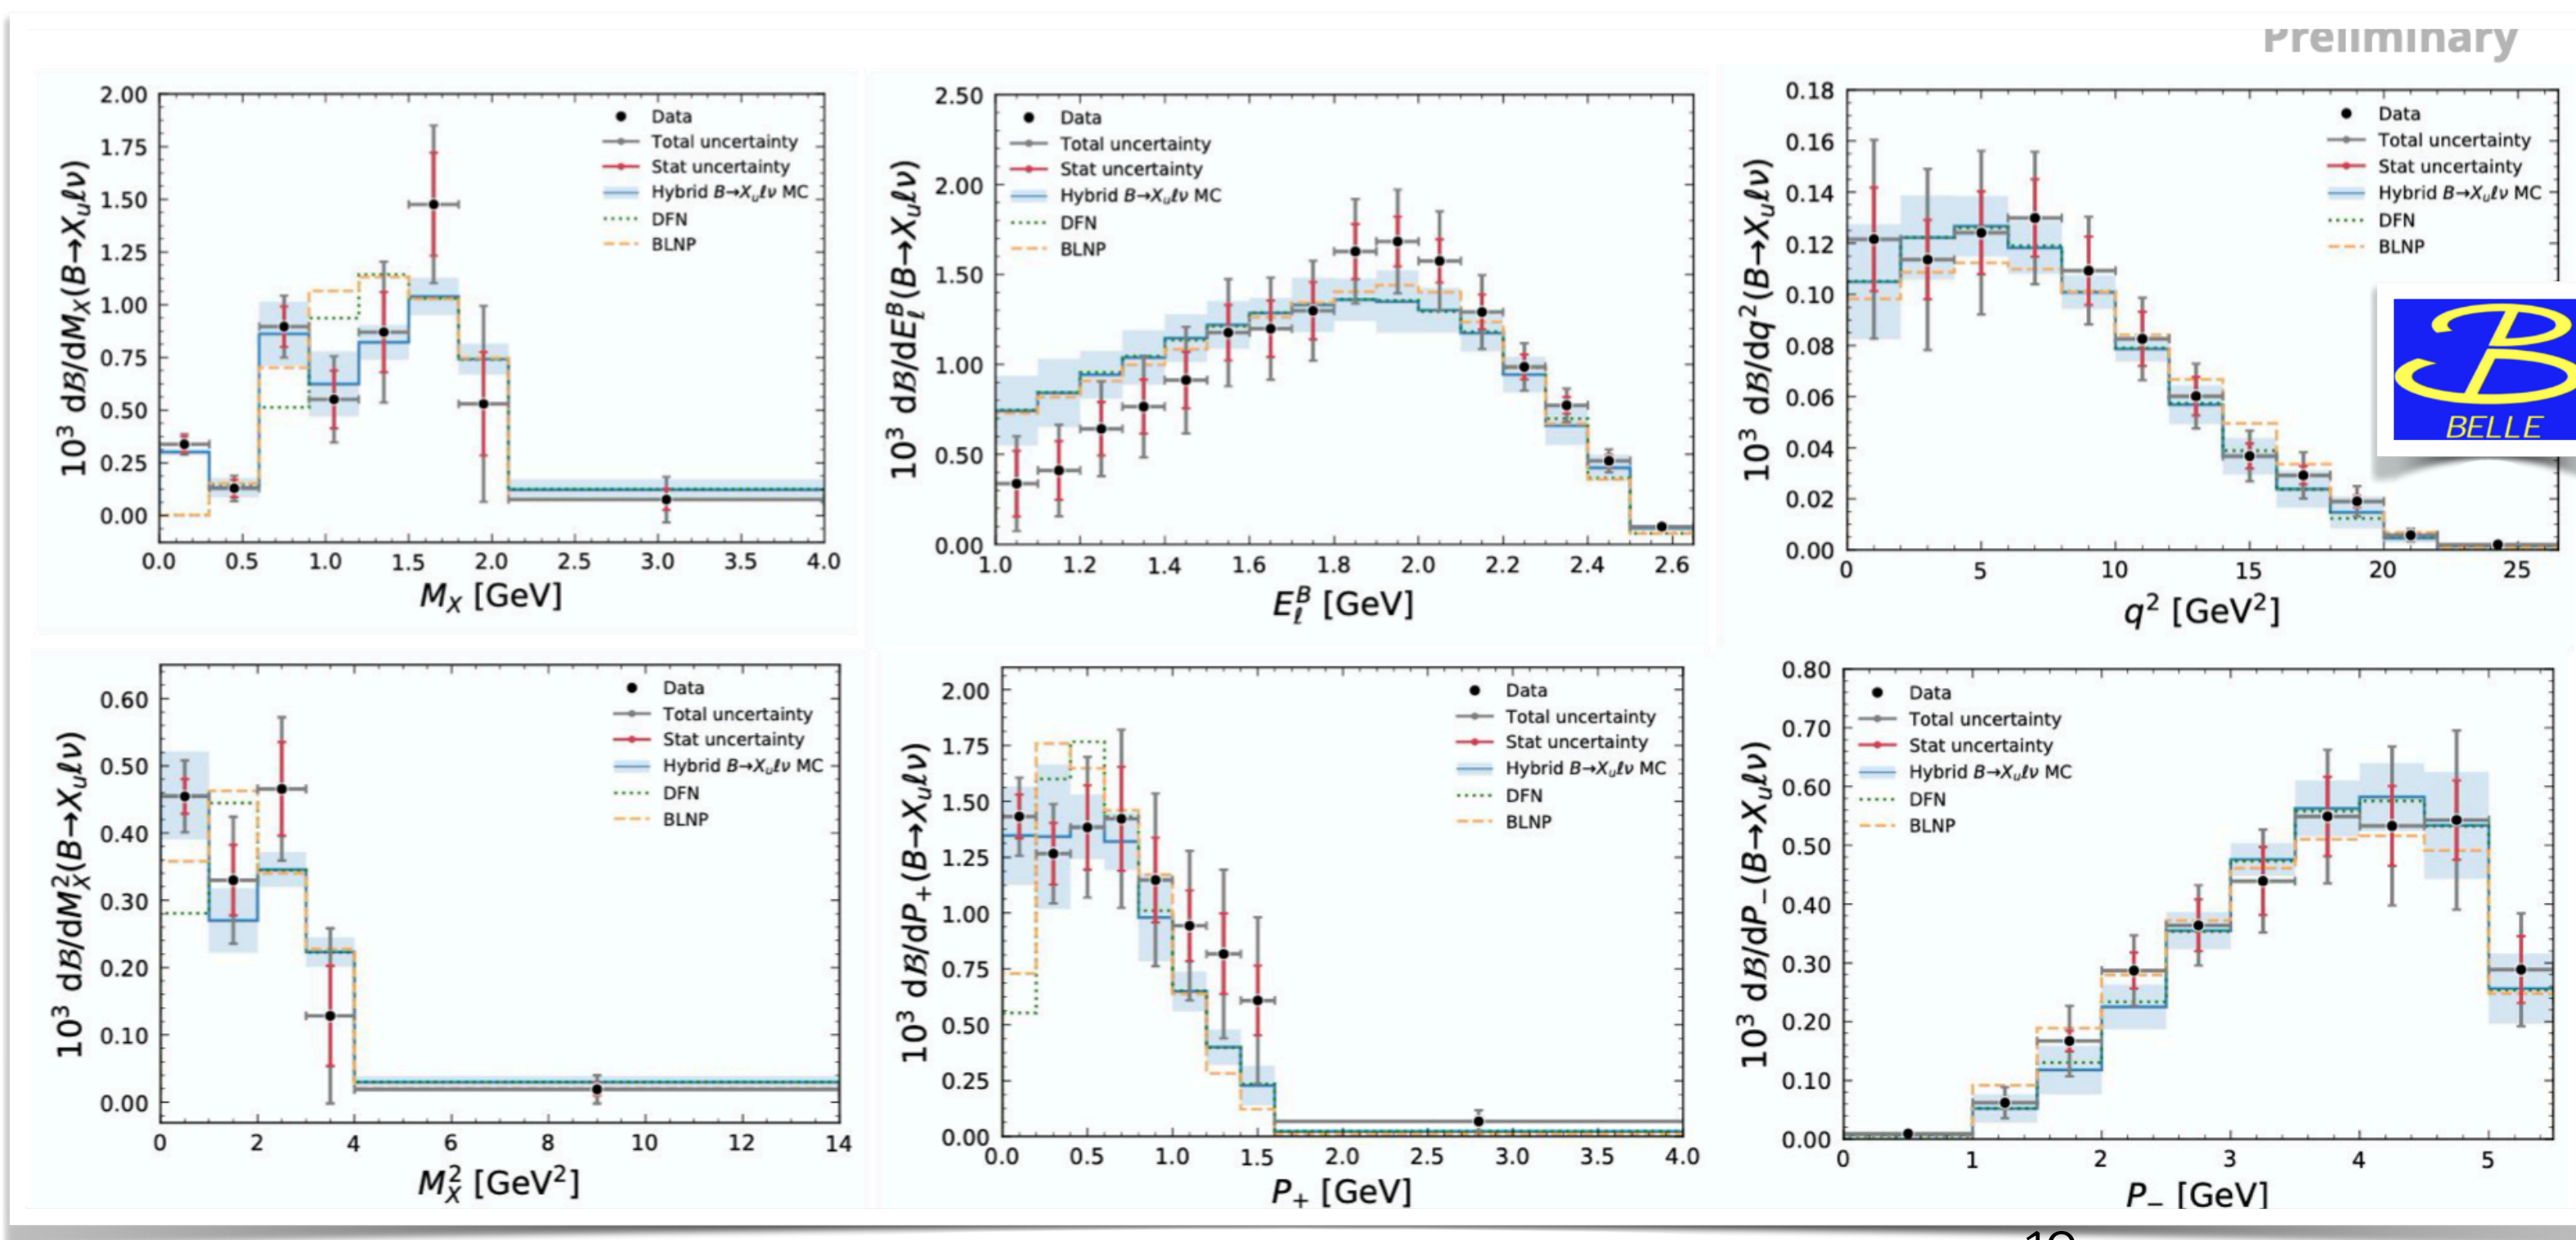 Preliminary
10³ dℬ/dM_X(B→X_uℓν)
2.00
1.75
1.50
1.25
1.00
0.75
0.50
0.25
0.00
Data
Total uncertainty
Stat uncertainty
Hybrid B→X_uℓν MC
DFN
BLNP
0.0 0.5 1.0 1.5 2.0 2.5 3.0 3.5 4.0
M_X [GeV]
10³ dℬ/dE_ℓ^B(B→X_uℓν)
2.50
2.00
1.50
1.00
0.50
0.00
Data
Total uncertainty
Stat uncertainty
Hybrid B→X_uℓν MC
DFN
BLNP
1.0 1.2 1.4 1.6 1.8 2.0 2.2 2.4 2.6
E_ℓ^B [GeV]
10³ dℬ/dq²(B→X_uℓν)
0.18
0.16
0.14
0.12
0.10
0.08
0.06
0.04
0.02
0.00
Data
Total uncertainty
Stat uncertainty
Hybrid B→X_uℓν MC
DFN
BLNP
0 5 10 15 20 25
q² [GeV²]
B
BELLE
10³ dℬ/dM_X²(B→X_uℓν)
0.60
0.50
0.40
0.30
0.20
0.10
0.00
Data
Total uncertainty
Stat uncertainty
Hybrid B→X_uℓν MC
DFN
BLNP
0 2 4 6 8 10 12 14
M_X² [GeV²]
10³ dℬ/dP₊(B→X_uℓν)
2.00
1.75
1.50
1.25
1.00
0.75
0.50
0.25
0.00
Data
Total uncertainty
Stat uncertainty
Hybrid B→X_uℓν MC
DFN
BLNP
0.0 0.5 1.0 1.5 2.0 2.5 3.0 3.5 4.0
P₊ [GeV]
10³ dℬ/dP₋(B→X_uℓν)
0.80
0.70
0.60
0.50
0.40
0.30
0.20
0.10
0.00
Data
Total uncertainty
Stat uncertainty
Hybrid B→X_uℓν MC
DFN
BLNP
0 1 2 3 4 5
P₋ [GeV]